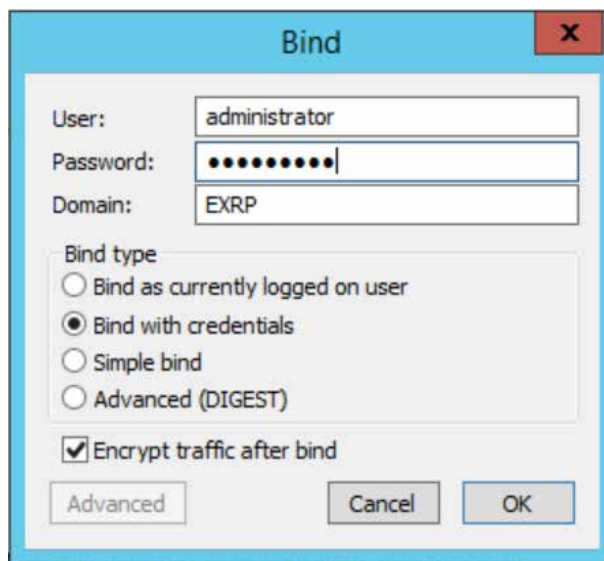 Bind
x
User: administrator
Password: •••••••••
Domain: EXRP
Bind type
Bind as currently logged on user
Bind with credentials
Simple bind
Advanced (DIGEST)
Encrypt traffic after bind
Advanced Cancel OK